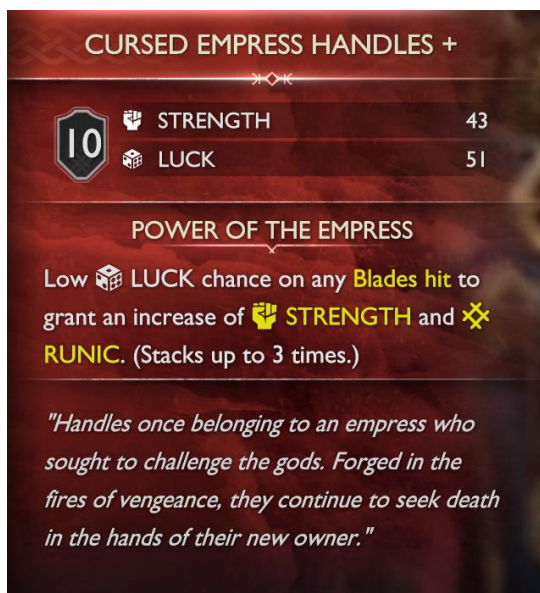 CURSED EMPRESS HANDLES +
10
STRENGTH 43
LUCK 51
POWER OF THE EMPRESS
Low LUCK chance on any Blades hit to
grant an increase of STRENGTH and
RUNIC. (Stacks up to 3 times.)
"Handles once belonging to an empress who
sought to challenge the gods. Forged in the
fires of vengeance, they continue to seek death
in the hands of their new owner."